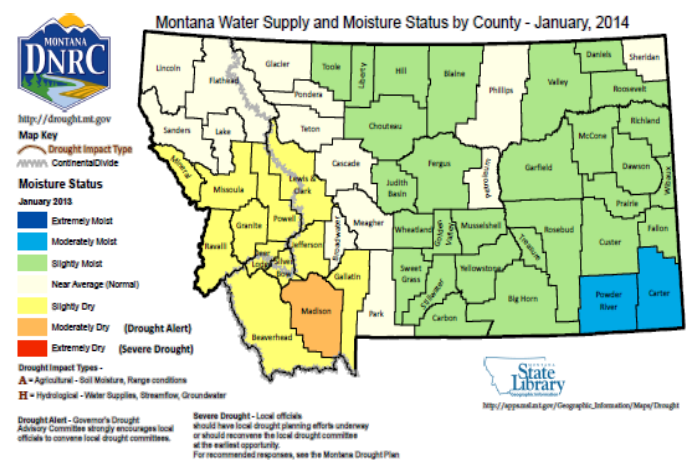 Montana Water Supply and Moisture Status by County - January, 2014
MONTANA
DNRC
http://drought.mt.gov
Map Key
Drought Impact Type
ContinentalDivide
Moisture Status
January 2013
Extremely Moist
Moderately Moist
Slightly Moist
Near Average (Normal)
Slightly Dry
Moderately Dry (Drought Alert)
Extremely Dry (Severe Drought)
Drought Impact Types -
A = Agricultural - Soil Moisture, Range conditions
H = Hydrological - Water Supplies, Streamflow, Groundwater
Drought Alert - Governor's Drought
Advisory Committee strongly encourages local
officials to convene local drought committees.
Severe Drought - Local officials
should have local drought planning efforts underway
or should reconvene the local drought committee
at the earliest opportunity.
For recommended responses, see the Montana Drought Plan
Lincoln
Flathead
Glacier
Toole
Liberty
Hill
Blaine
Phillips
Valley
Daniels
Sheridan
Roosevelt
Pondera
Sanders
Lake
Teton
Chouteau
McCone
Richland
Mineral
Missoula
Lewis &
Clark
Cascade
Judith
Basin
Fergus
Petroleum
Garfield
Dawson
Wibaux
Prairie
Powell
Granite
Ravalli
Jefferson
Broadwater
Meagher
Wheatland
Golden
Valley
Musselshell
Treasure
Rosebud
Custer
Fallon
Lodge
Silver
Gallatin
Madison
Beaverhead
Park
Sweet
Grass
Stillwater
Yellowstone
Carbon
Big Horn
Powder
River
Carter
MONTANA
State
Library
Geographic Information
http://apps.msl.mt.gov/Geographic_Information/Maps/Drought